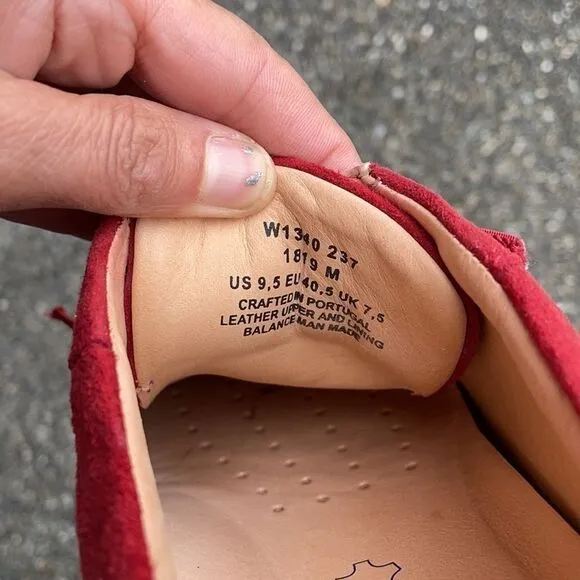 W1340 237
1819 M
US 9,5 EU 40,5 UK 7,5
CRAFTED IN PORTUGAL
LEATHER UPPER AND LINING
BALANCE MAN MADE